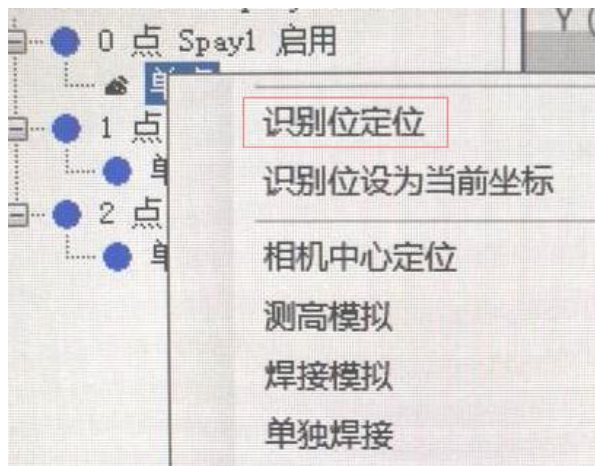 0 点 Spay1 启用
1 点
识别位定位
识别位设为当前坐标
2 点
相机中心定位
测高模拟
焊接模拟
单独焊接